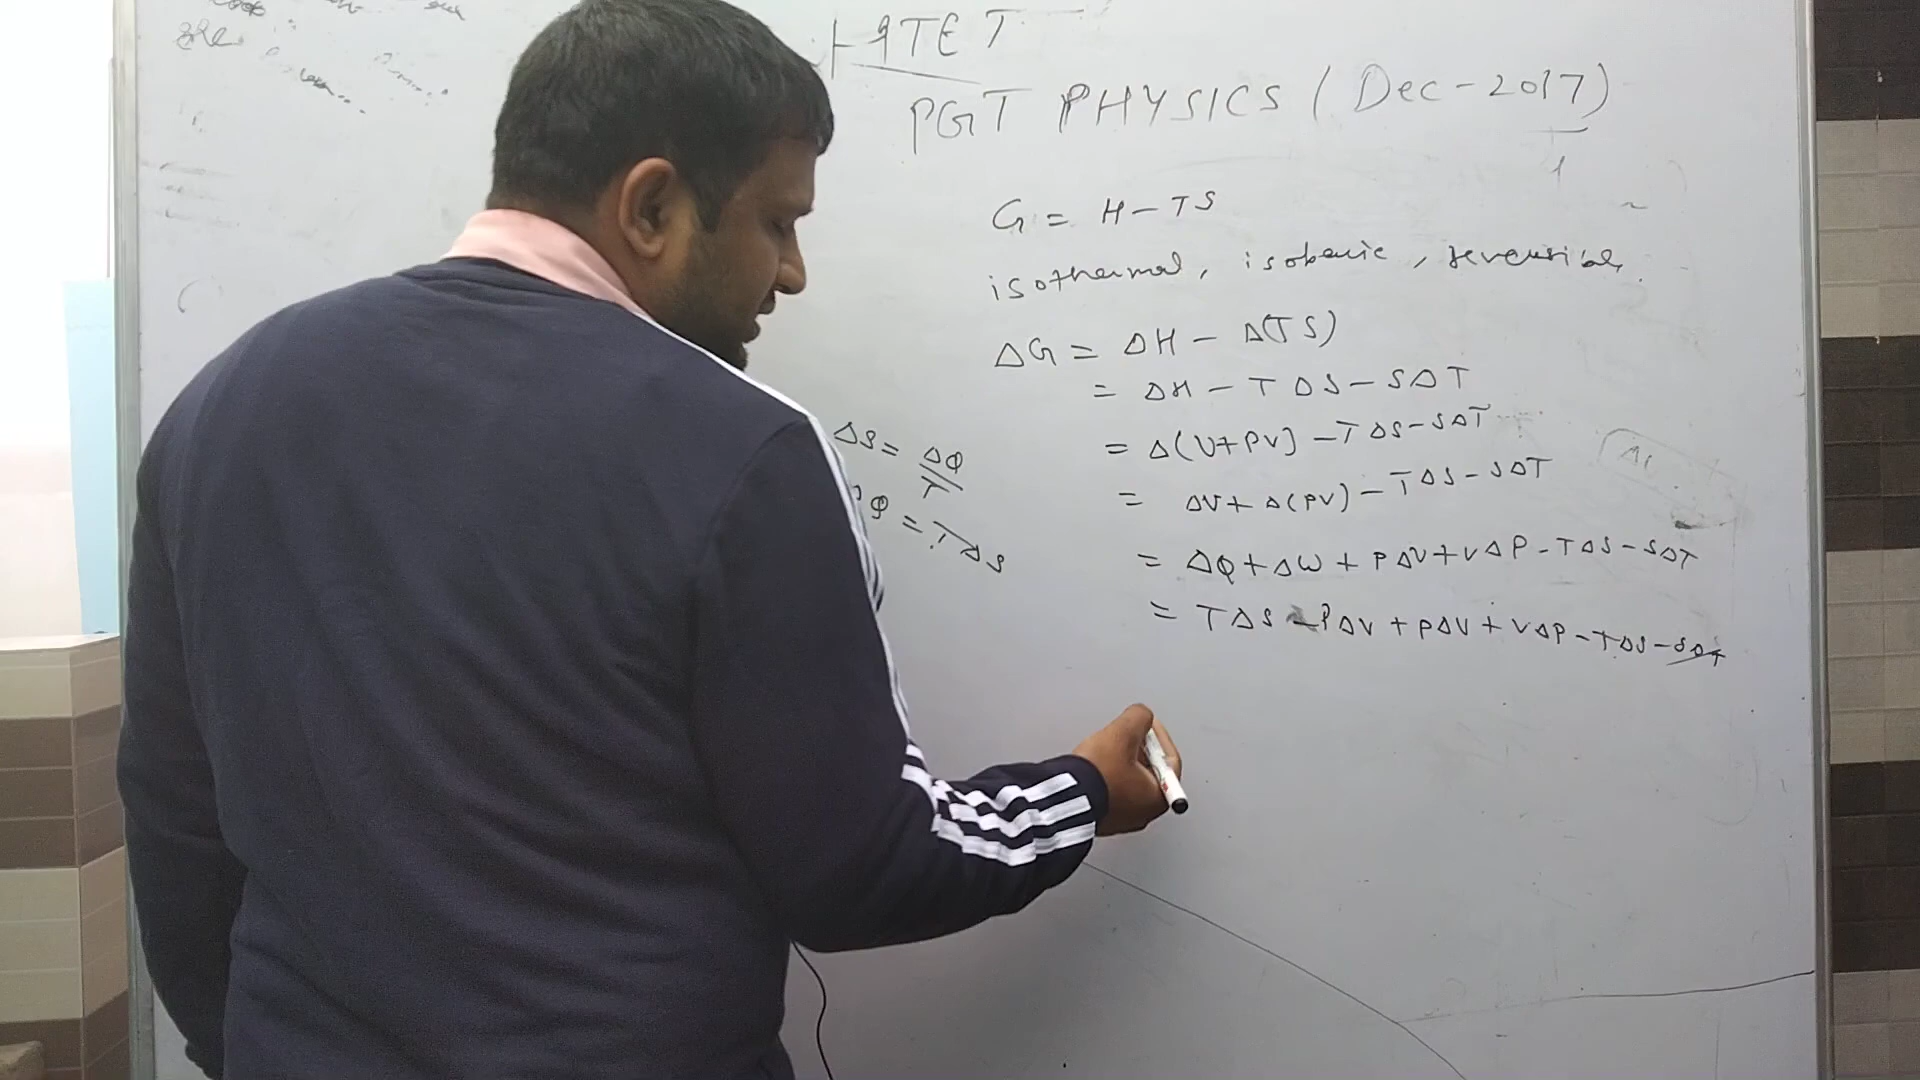 HTET
PGT PHYSICS (Dec-2017)
G = H - TS
isothermal, isobaric, reversible.
ΔG = ΔH - Δ(TS)
= ΔH - TΔS - SΔT
= Δ(U+PV) - TΔS - SΔT
= ΔU + Δ(PV) - TΔS - SΔT
= ΔQ + ΔW + PΔV + VΔP - TΔS - SΔT
= TΔS - PΔV + PΔV + VΔP - TΔS - SΔT
ΔS = ΔQ/T
Q = TΔS